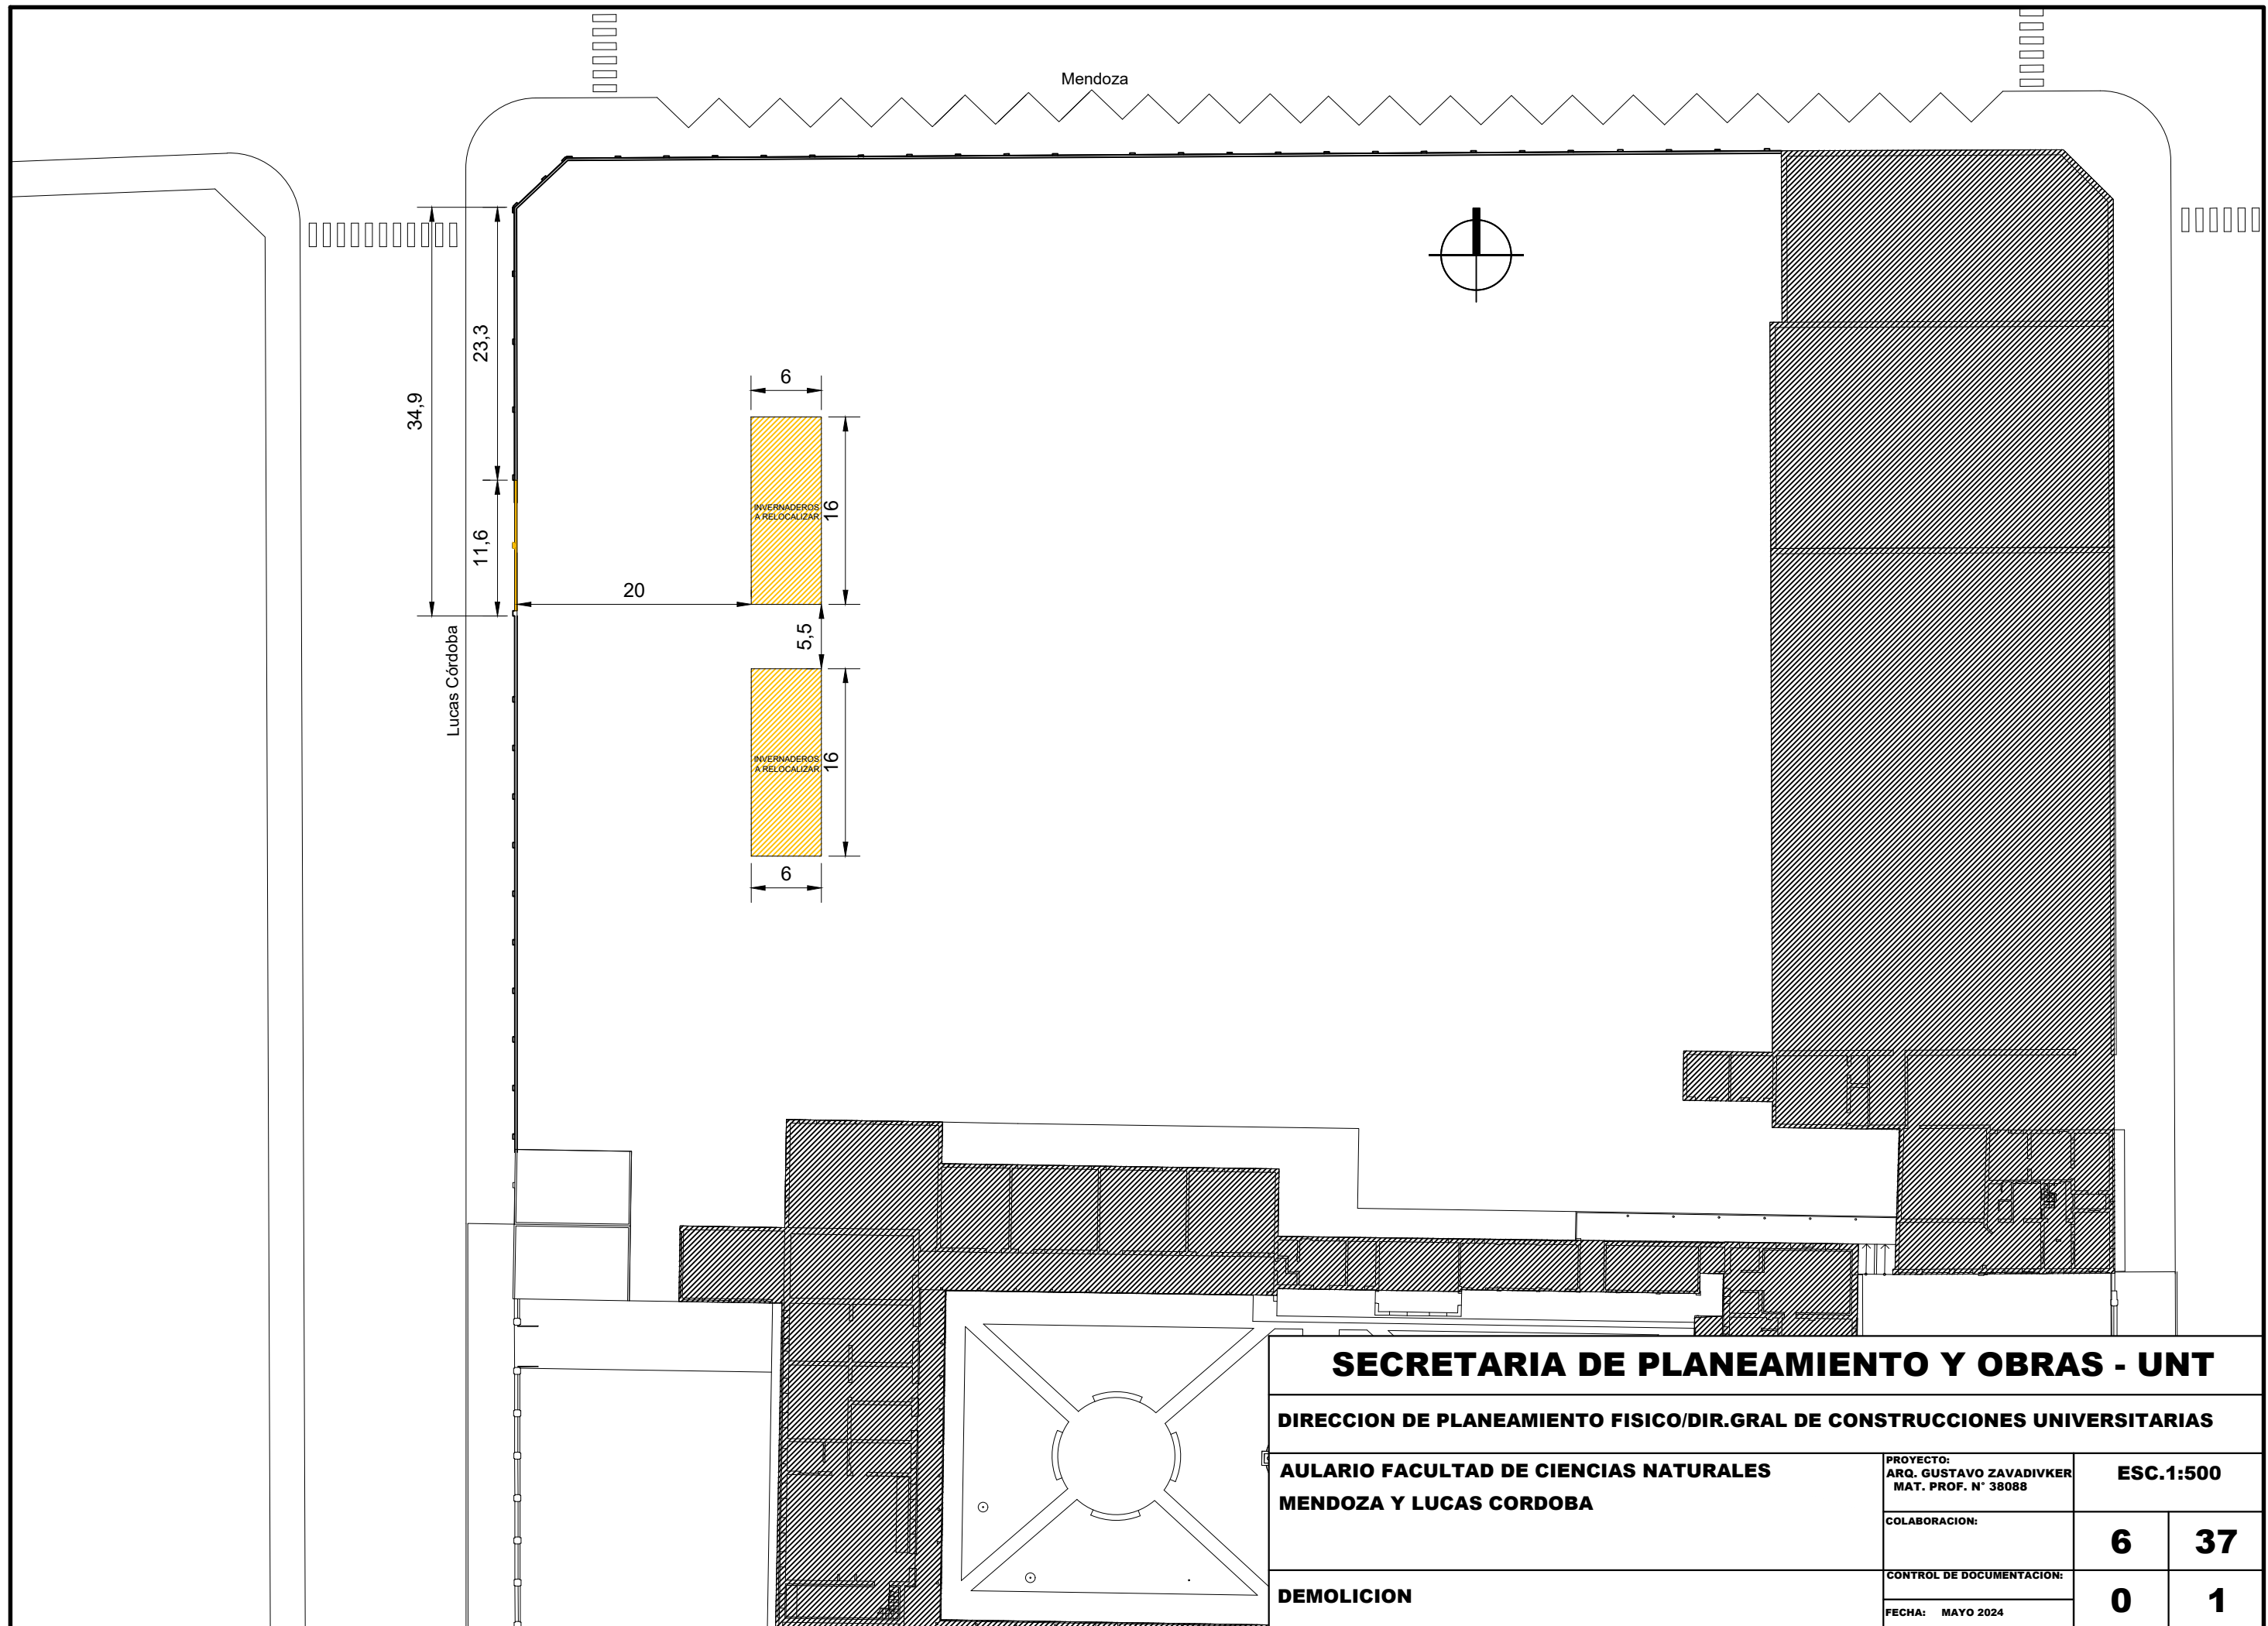 Mendoza
34,9
23,3
11,6
Lucas Córdoba
20
6
16
INVERNADEROS
A RELOCALIZAR
5,5
16
INVERNADEROS
A RELOCALIZAR
6
SECRETARIA DE PLANEAMIENTO Y OBRAS - UNT
DIRECCION DE PLANEAMIENTO FISICO/DIR.GRAL DE CONSTRUCCIONES UNIVERSITARIAS
AULARIO FACULTAD DE CIENCIAS NATURALES
MENDOZA Y LUCAS CORDOBA
PROYECTO:
ARQ. GUSTAVO ZAVADIVKER
MAT. PROF. N° 38088
ESC.1:500
COLABORACION:
6 37
DEMOLICION
CONTROL DE DOCUMENTACION:
FECHA: MAYO 2024
0 1